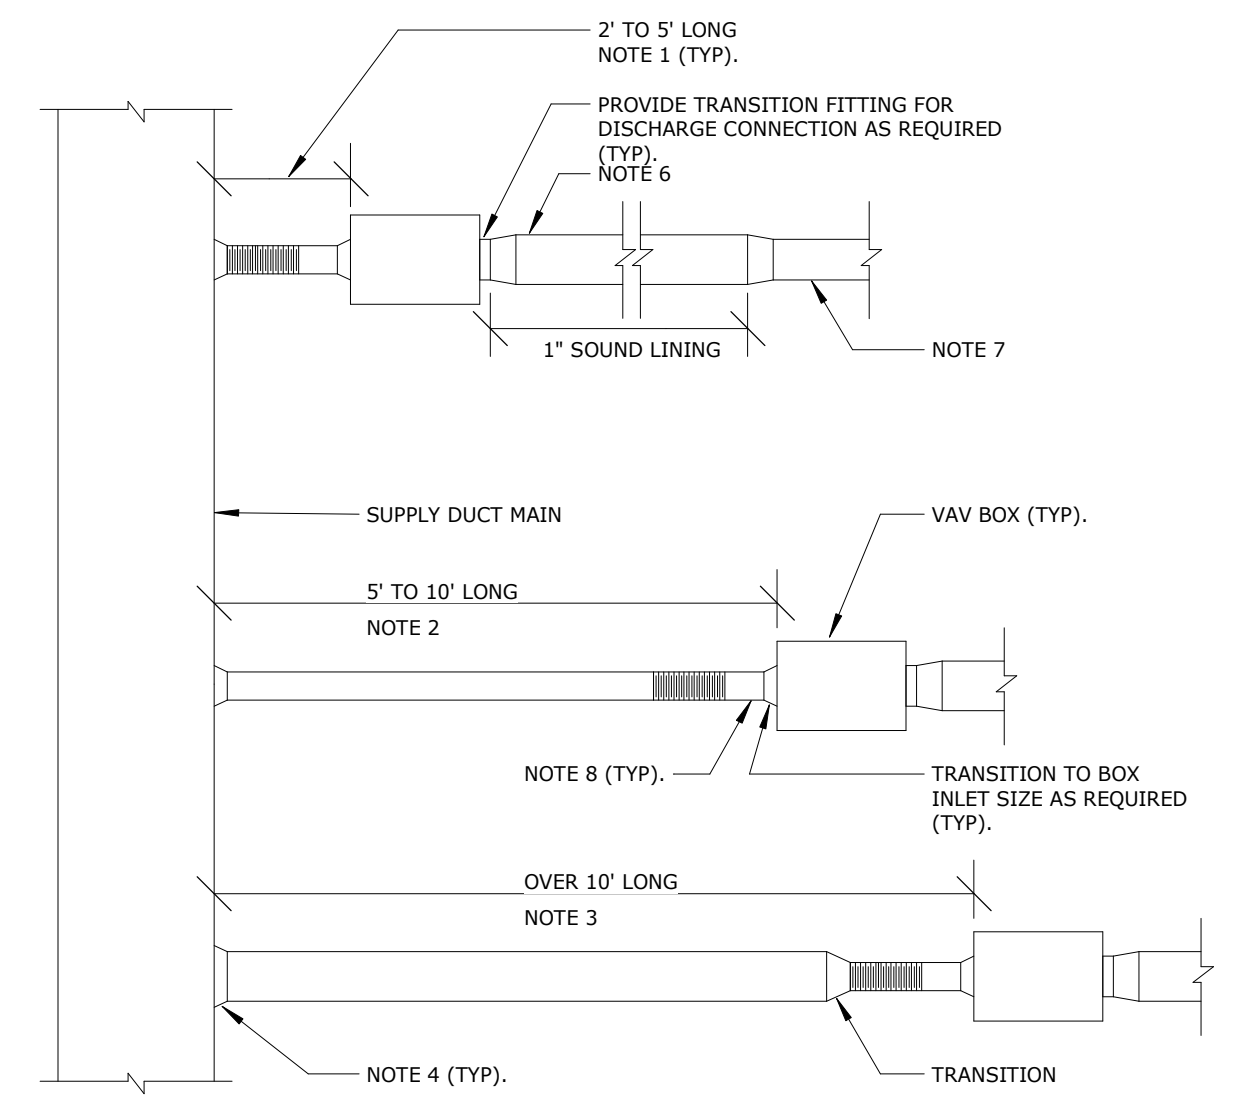 2' TO 5' LONG
NOTE 1 (TYP).
PROVIDE TRANSITION FITTING FOR
DISCHARGE CONNECTION AS REQUIRED
(TYP).
NOTE 6
1" SOUND LINING
NOTE 7
SUPPLY DUCT MAIN
VAV BOX (TYP).
5' TO 10' LONG
NOTE 2
NOTE 8 (TYP).
TRANSITION TO BOX
INLET SIZE AS REQUIRED
(TYP).
OVER 10' LONG
NOTE 3
NOTE 4 (TYP).
TRANSITION